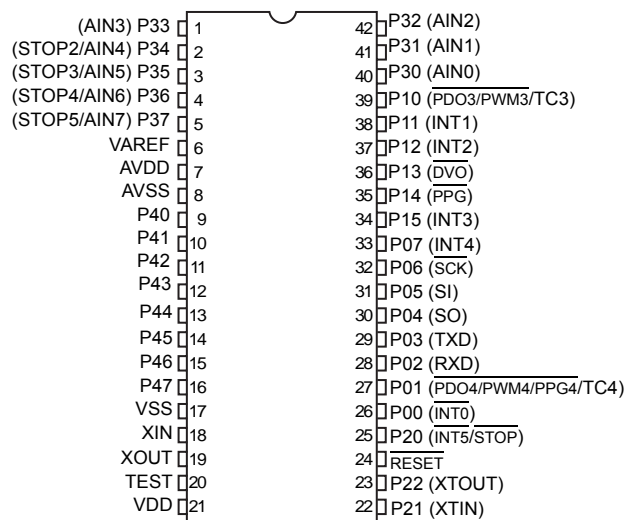 (AIN3) P33 1
(STOP2/AIN4) P34 2
(STOP3/AIN5) P35 3
(STOP4/AIN6) P36 4
(STOP5/AIN7) P37 5
VAREF 6
AVDD 7
AVSS 8
P40 9
P41 10
P42 11
P43 12
P44 13
P45 14
P46 15
P47 16
VSS 17
XIN 18
XOUT 19
TEST 20
VDD 21
42 P32 (AIN2)
41 P31 (AIN1)
40 P30 (AIN0)
39 P10 (PDO3/PWM3/TC3)
38 P11 (INT1)
37 P12 (INT2)
36 P13 (DVO)
35 P14 (PPG)
34 P15 (INT3)
33 P07 (INT4)
32 P06 (SCK)
31 P05 (SI)
30 P04 (SO)
29 P03 (TXD)
28 P02 (RXD)
27 P01 (PDO4/PWM4/PPG4/TC4)
26 P00 (INT0)
25 P20 (INT5/STOP)
24 RESET
23 P22 (XTOUT)
22 P21 (XTIN)